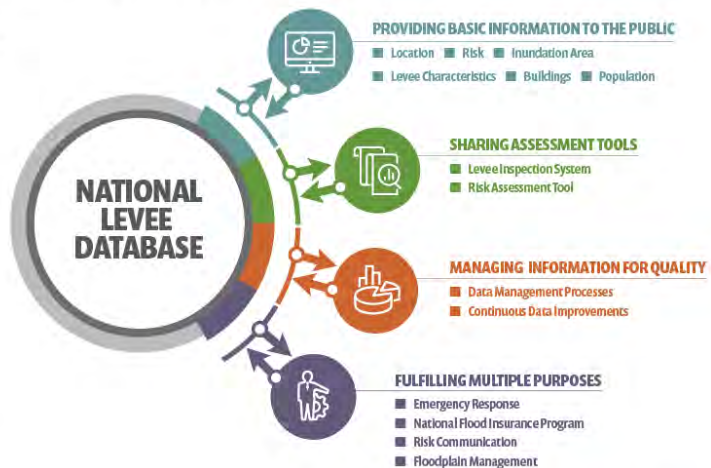 NATIONAL
LEVEE
DATABASE
PROVIDING BASIC INFORMATION TO THE PUBLIC
Location Risk Inundation Area
Levee Characteristics Buildings Population
SHARING ASSESSMENT TOOLS
Levee Inspection System
Risk Assessment Tool
MANAGING INFORMATION FOR QUALITY
Data Management Processes
Continuous Data Improvements
FULFILLING MULTIPLE PURPOSES
Emergency Response
National Flood Insurance Program
Risk Communication
Floodplain Management